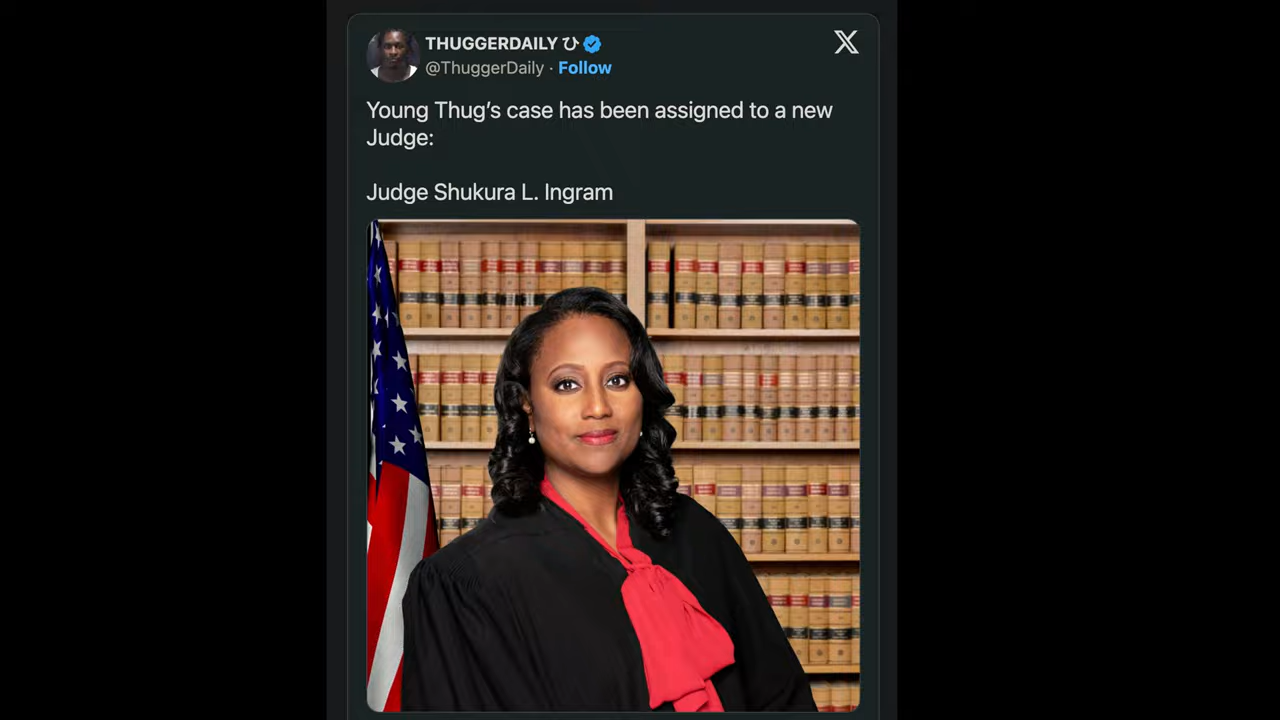 THUGGERDAILY ひ
@ThuggerDaily · Follow
Young Thug’s case has been assigned to a new
Judge:
Judge Shukura L. Ingram